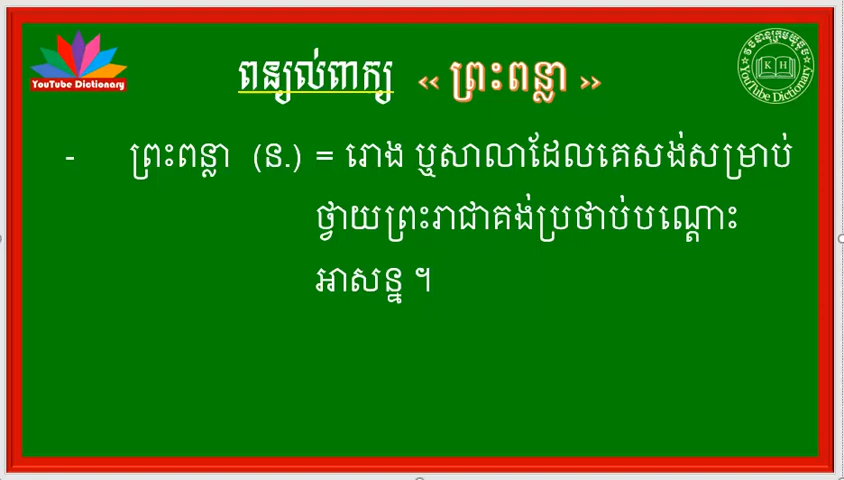 ពន្យល់ពាក្យ ‹‹ ព្រះពន្លា ››
YouTube Dictionary
- ព្រះពន្លា (ន.) = រោង ឬសាលាដែលគេសង់សម្រាប់
ថ្វាយព្រះរាជាគង់ប្រថាប់បណ្ដោះ
អាសន្ន ។
K H
YouTube Dictionary